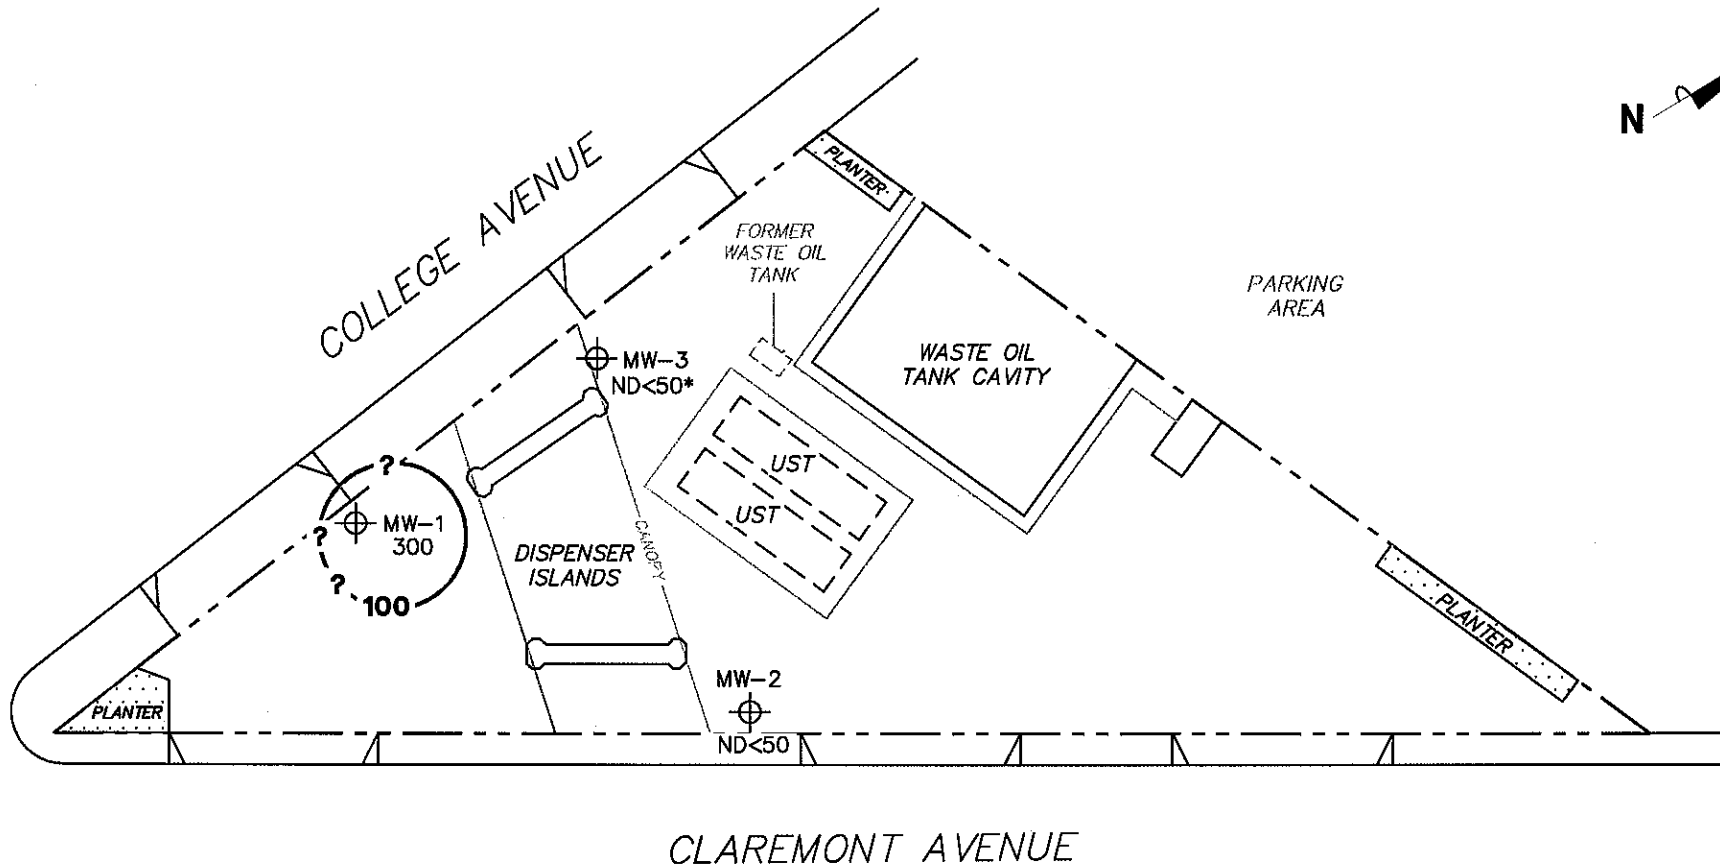 N
COLLEGE AVENUE
PLANTER
FORMER
WASTE OIL
TANK
PARKING
AREA
WASTE OIL
TANK CAVITY
MW-3
ND<50*
UST
UST
?
?
?
MW-1
300
100
DISPENSER
ISLANDS
CANOPY
PLANTER
MW-2
ND<50
PLANTER
CLAREMONT AVENUE